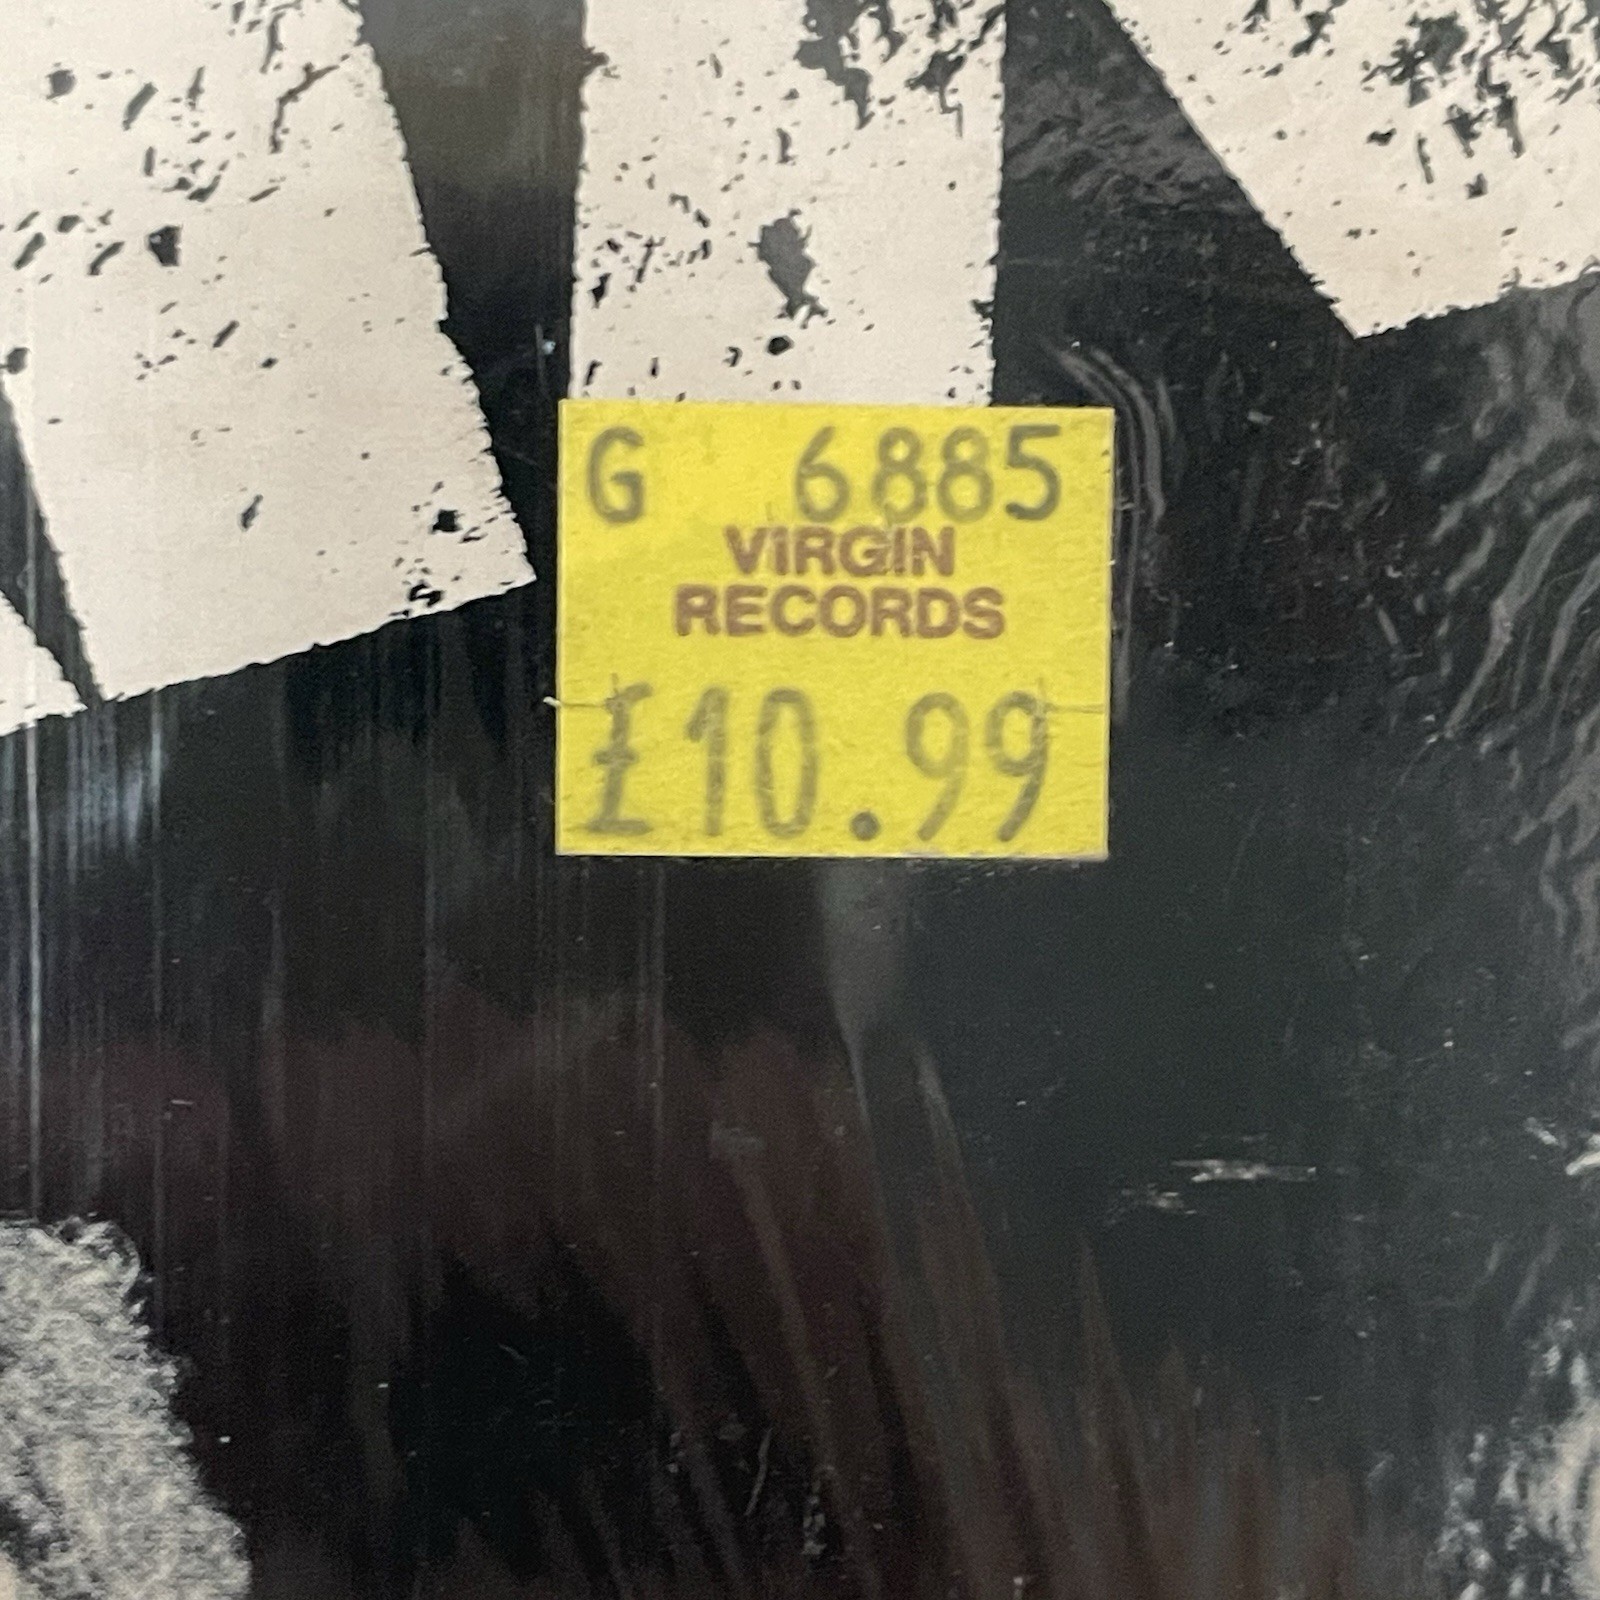 G 6885
VIRGIN
RECORDS
£10.99